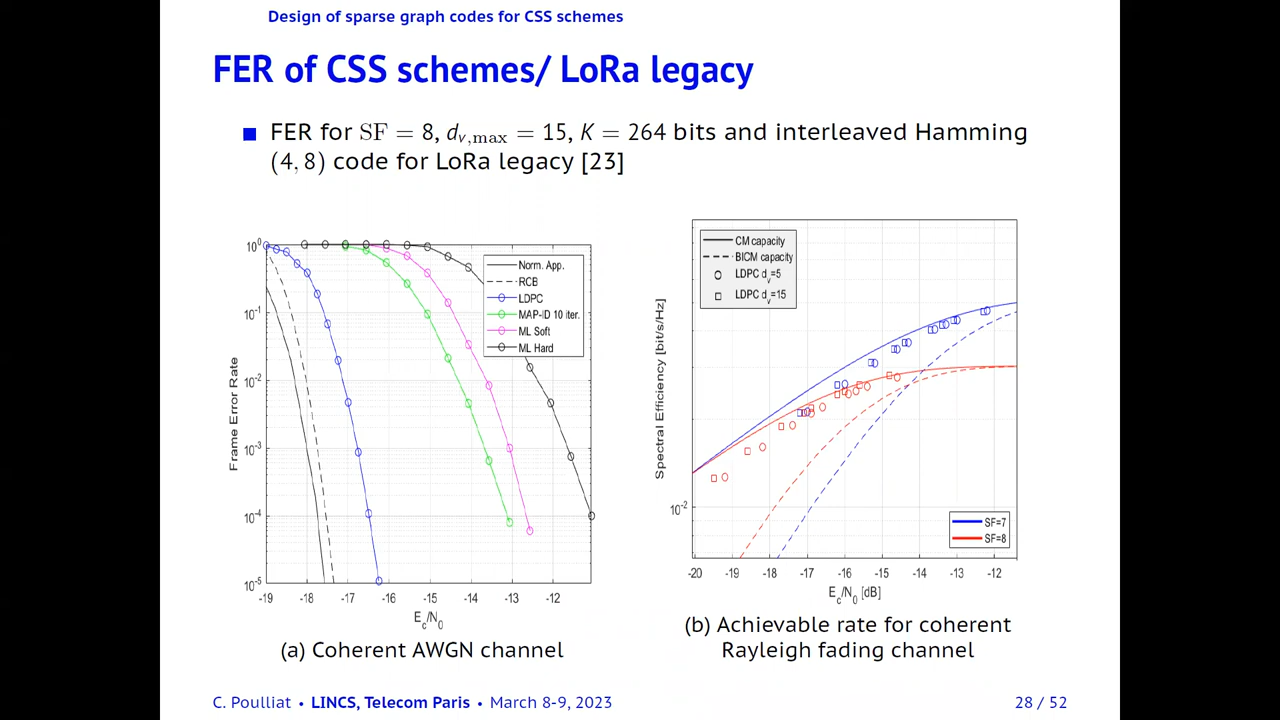 Design of sparse graph codes for CSS schemes
FER of CSS schemes/ LoRa legacy
FER for SF = 8, d_{v,max} = 15, K = 264 bits and interleaved Hamming
(4, 8) code for LoRa legacy [23]
Norm. App.
RCB
LDPC
MAP-ID 10 iter.
ML Soft
ML Hard
Frame Error Rate
10^0
10^-1
10^-2
10^-3
10^-4
10^-5
-19 -18 -17 -16 -15 -14 -13 -12
E_c/N_0
(a) Coherent AWGN channel
CM capacity
BICM capacity
LDPC d_v=5
LDPC d_v=15
Spectral Efficiency [bit/s/Hz]
10^-2
SF=7
SF=8
-20 -19 -18 -17 -16 -15 -14 -13 -12
E_c/N_0 [dB]
(b) Achievable rate for coherent
Rayleigh fading channel
C. Poulliat • LINCS, Telecom Paris • March 8-9, 2023 28 / 52